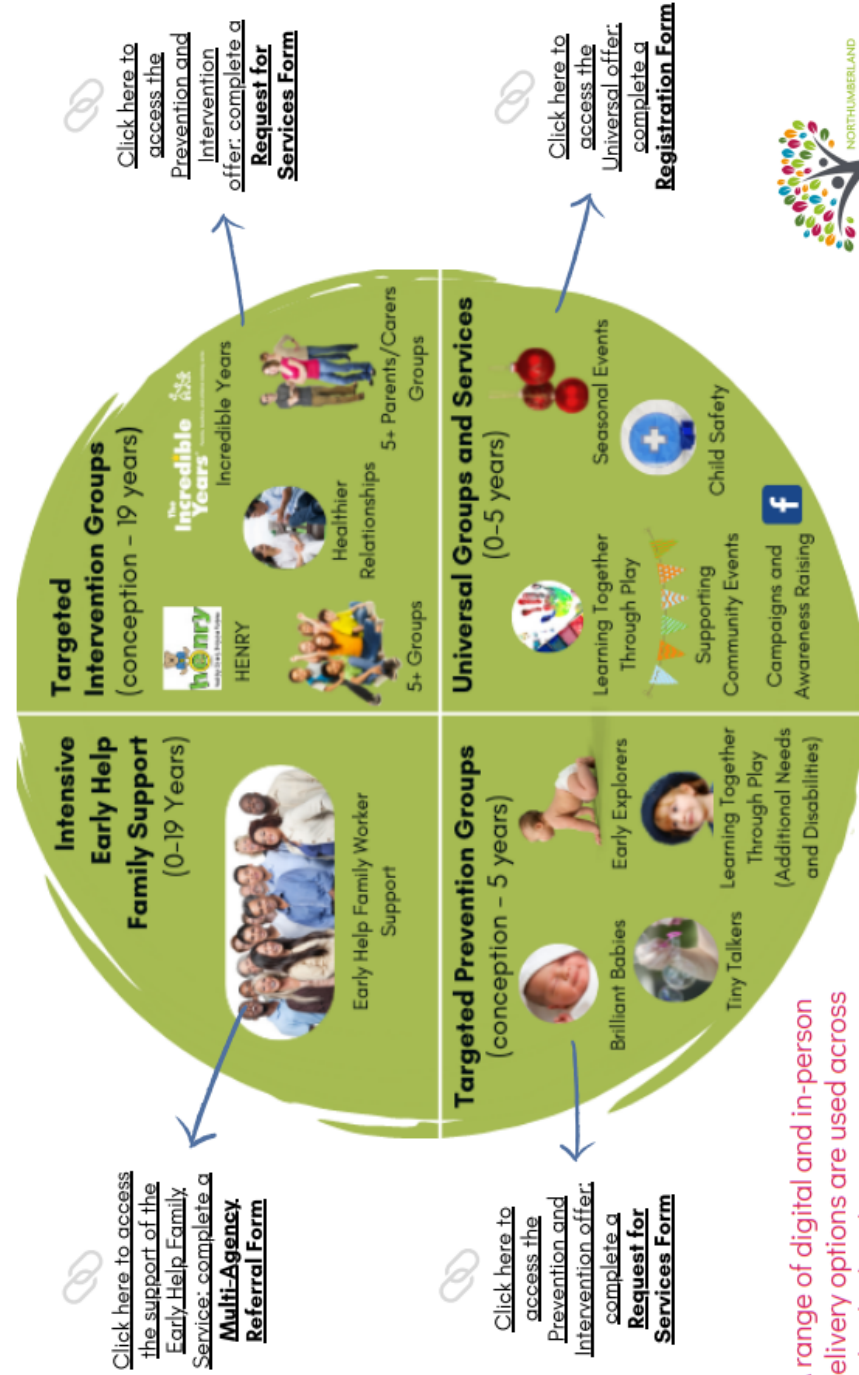 Click here to access
the support of the
Early Help Family
Service: complete a
Multi-Agency
Referral Form
Intensive
Early Help
Family Support
(0-19 Years)
Early Help Family Worker
Support
Targeted
Intervention Groups
(conception - 19 years)
henry
HENRY
The
Incredible
Years
Incredible Years
5+ Groups
Healthier
Relationships
5+ Parents/Carers
Groups
Click here to
access the
Prevention and
Intervention
offer: complete a
Request for
Services Form
Click here to
access the
Prevention and
Intervention offer:
complete a
Request for
Services Form
Targeted Prevention Groups
(conception - 5 years)
Brilliant Babies
Early Explorers
Tiny Talkers
Learning Together
Through Play
(Additional Needs
and Disabilities)
Universal Groups and Services
(0-5 years)
Learning Together
Through Play
Seasonal Events
Supporting
Community Events
Child Safety
Campaigns and
Awareness Raising
f
Click here to
access the
Universal offer:
complete a
Registration Form
range of digital and in-person
elivery options are used across
NORTHUMBERLAND